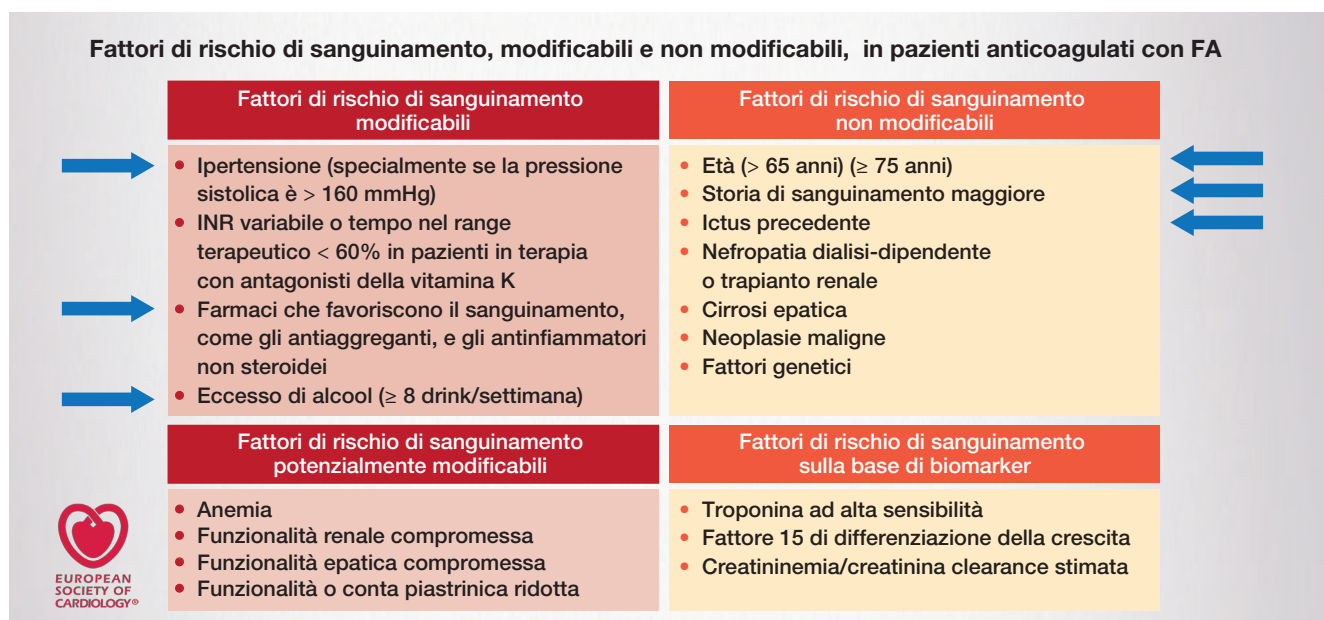 Fattori di rischio di sanguinamento, modificabili e non modificabili, in pazienti anticoagulati con FA
Fattori di rischio di sanguinamento
modificabili
• Ipertensione (specialmente se la pressione
sistolica è > 160 mmHg)
• INR variabile o tempo nel range
terapeutico < 60% in pazienti in terapia
con antagonisti della vitamina K
• Farmaci che favoriscono il sanguinamento,
come gli antiaggreganti, e gli antinfiammatori
non steroidei
• Eccesso di alcool (≥ 8 drink/settimana)
Fattori di rischio di sanguinamento
non modificabili
• Età (> 65 anni) (≥ 75 anni)
• Storia di sanguinamento maggiore
• Ictus precedente
• Nefropatia dialisi-dipendente
o trapianto renale
• Cirrosi epatica
• Neoplasie maligne
• Fattori genetici
Fattori di rischio di sanguinamento
potenzialmente modificabili
• Anemia
• Funzionalità renale compromessa
• Funzionalità epatica compromessa
• Funzionalità o conta piastrinica ridotta
Fattori di rischio di sanguinamento
sulla base di biomarker
• Troponina ad alta sensibilità
• Fattore 15 di differenziazione della crescita
• Creatininemia/creatinina clearance stimata
EUROPEAN
SOCIETY OF
CARDIOLOGY®